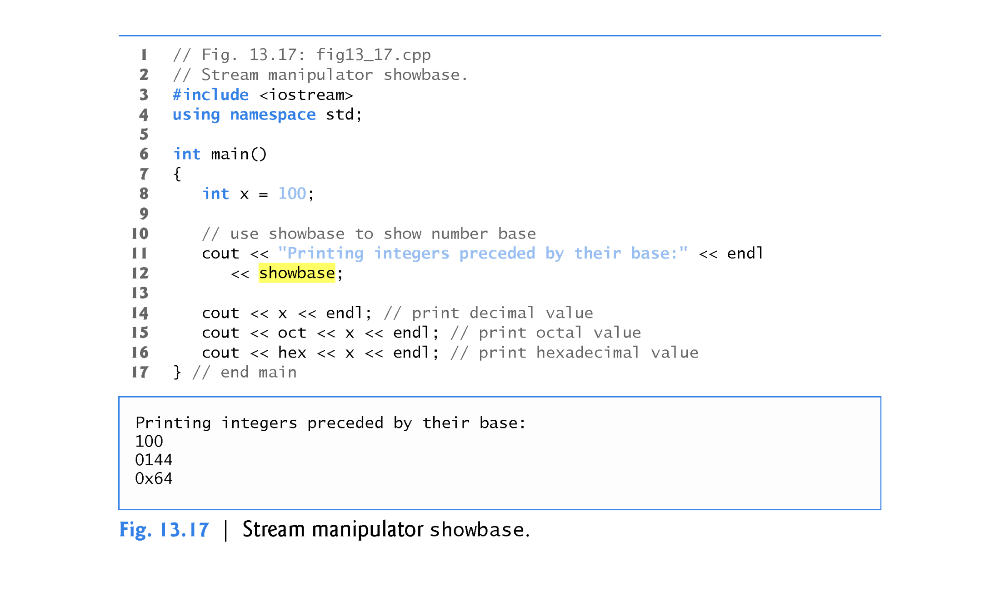 1 // Fig. 13.17: fig13_17.cpp
2 // Stream manipulator showbase.
3 #include <iostream>
4 using namespace std;
5
6 int main()
7 {
8    int x = 100;
9
10    // use showbase to show number base
11    cout << "Printing integers preceded by their base:" << endl
12       << showbase;
13
14    cout << x << endl; // print decimal value
15    cout << oct << x << endl; // print octal value
16    cout << hex << x << endl; // print hexadecimal value
17 } // end main
Printing integers preceded by their base:
100
0144
0x64
Fig. 13.17 | Stream manipulator showbase.